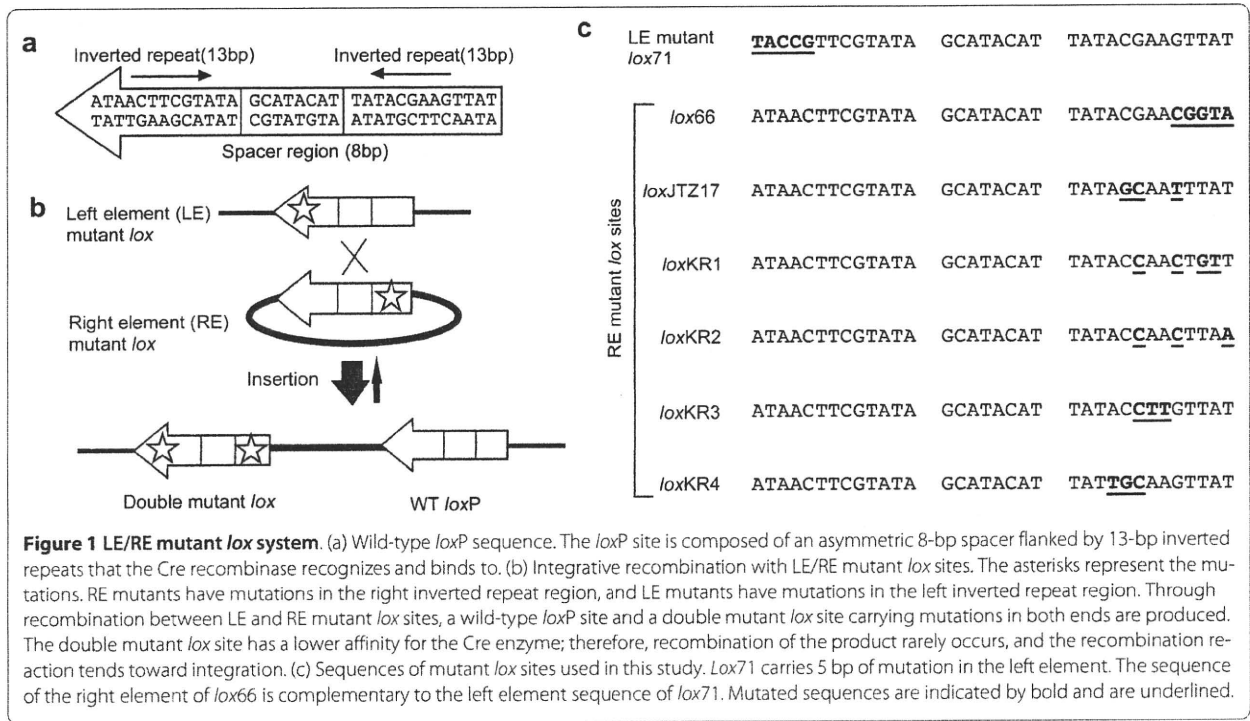 a
Inverted repeat(13bp) Inverted repeat(13bp)
ATAACTTCGTATA GCATACAT TATACGAAGTTAT
TATTGAAGCATAT CGTATGTA ATATGCTTCAATA
Spacer region (8bp)
b
Left element (LE)
mutant lox
Right element (RE)
mutant lox
Insertion
Double mutant lox WT loxP
c
LE mutant
lox71 TACCGTTCGTATA GCATACAT TATACGAAGTTAT
RE mutant lox sites
lox66 ATAACTTCGTATA GCATACAT TATACGAACGGTA
loxJTZ17 ATAACTTCGTATA GCATACAT TATAGCAATTTAT
loxKR1 ATAACTTCGTATA GCATACAT TATACCAACTGTT
loxKR2 ATAACTTCGTATA GCATACAT TATACCAACTTAA
loxKR3 ATAACTTCGTATA GCATACAT TATACCTTGTTAT
loxKR4 ATAACTTCGTATA GCATACAT TATTGCAAGTTAT
Figure 1 LE/RE mutant lox system. (a) Wild-type loxP sequence. The loxP site is composed of an asymmetric 8-bp spacer flanked by 13-bp inverted
repeats that the Cre recombinase recognizes and binds to. (b) Integrative recombination with LE/RE mutant lox sites. The asterisks represent the mu-
tations. RE mutants have mutations in the right inverted repeat region, and LE mutants have mutations in the left inverted repeat region. Through
recombination between LE and RE mutant lox sites, a wild-type loxP site and a double mutant lox site carrying mutations in both ends are produced.
The double mutant lox site has a lower affinity for the Cre enzyme; therefore, recombination of the product rarely occurs, and the recombination re-
action tends toward integration. (c) Sequences of mutant lox sites used in this study. Lox71 carries 5 bp of mutation in the left element. The sequence
of the right element of lox66 is complementary to the left element sequence of lox71. Mutated sequences are indicated by bold and are underlined.